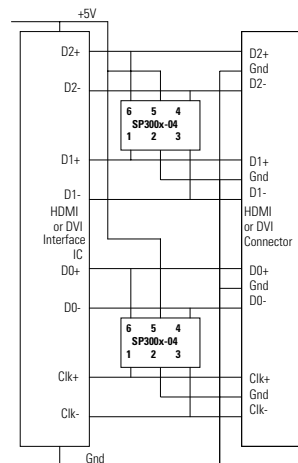 +5V
D2+
D2-
D1+
D1-
HDMI
or DVI
Interface
IC
D0+
D0-
Clk+
Clk-
Gnd
6 5 4
SP300x-04
1 2 3
6 5 4
SP300x-04
1 2 3
D2+
Gnd
D2-
D1+
Gnd
D1-
HDMI
or DVI
Connector
D0+
Gnd
D0-
Clk+
Gnd
Clk-